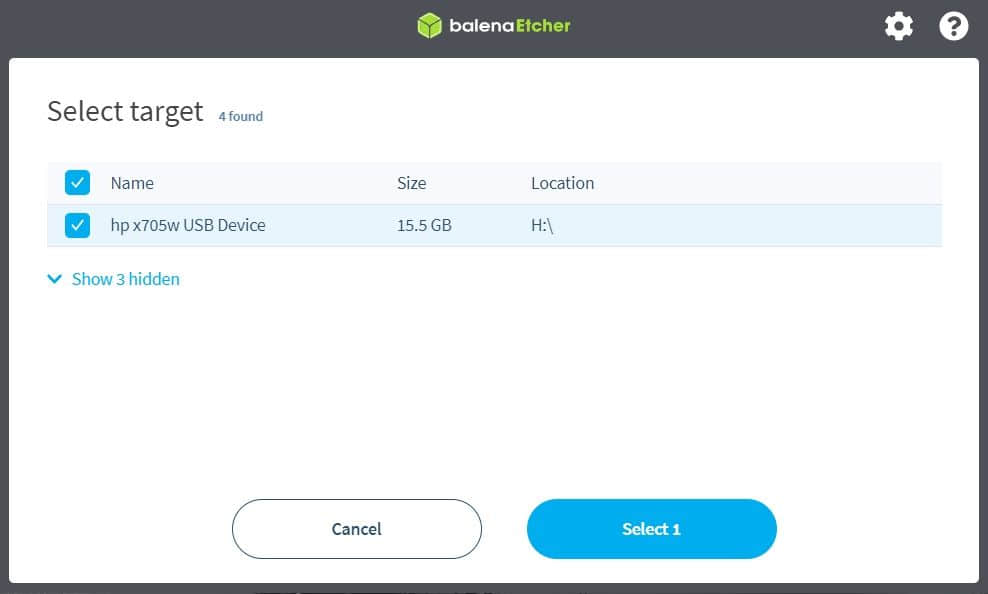 balenaEtcher
Select target 4 found
Name Size Location
hp x705w USB Device 15.5 GB H:\
Show 3 hidden
Cancel Select 1